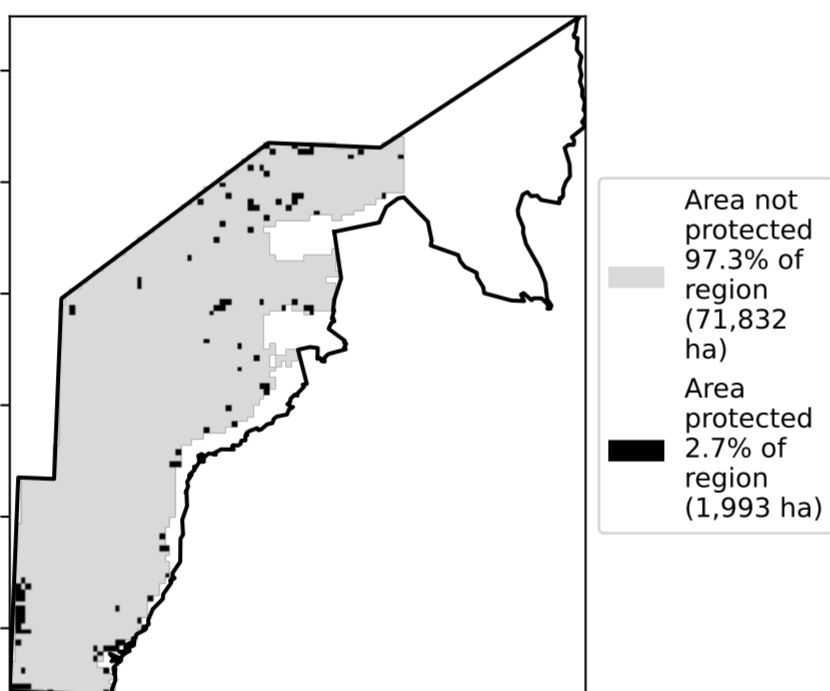 Area not
protected
97.3% of
region
(71,832
ha)
Area
protected
2.7% of
region
(1,993 ha)